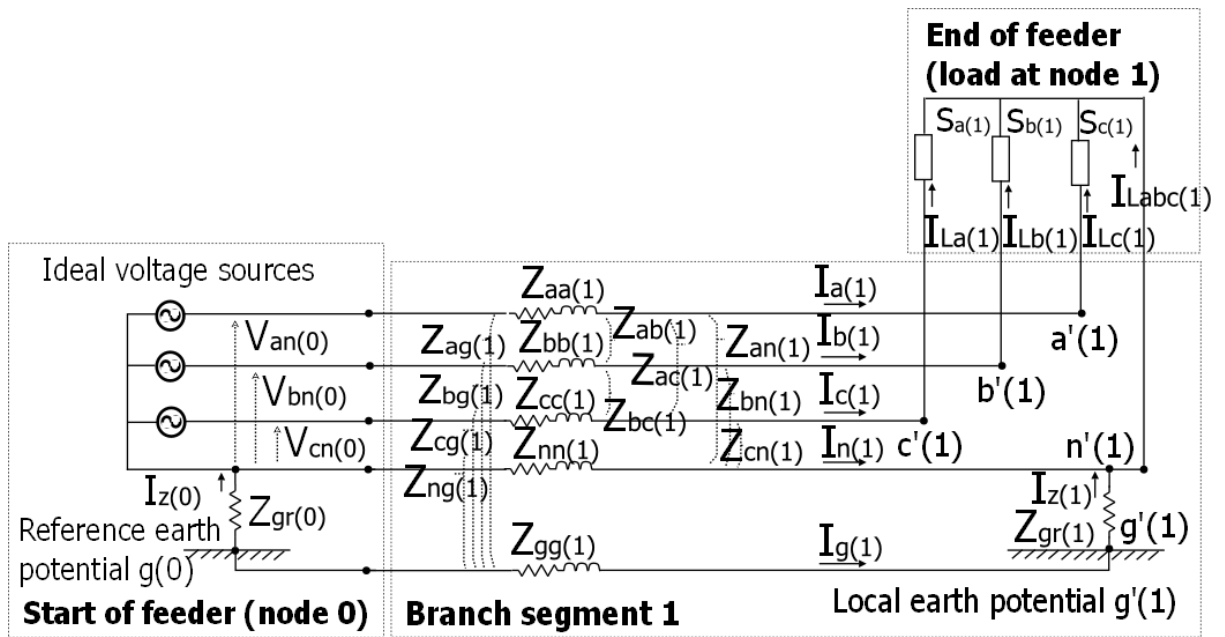 End of feeder
(load at node 1)
Sa(1) Sb(1) Sc(1)
ILabc(1)
ILa(1) ILb(1) ILc(1)
Ideal voltage sources
Zaa(1) Ia(1)
Van(0) Zag(1) Zbb(1) Zab(1) Zan(1) Ib(1) a'(1)
Zac(1)
Vbn(0) Zbg(1) Zcc(1) Zbc(1) Zbn(1) Ic(1) b'(1)
Vcn(0) Zcg(1) Znn(1) Zcn(1) In(1) c'(1) n'(1)
Iz(0) Zng(1) Iz(1)
Zgr(0) Zgr(1) g'(1)
Reference earth
potential g(0)
Zgg(1) Ig(1)
Start of feeder (node 0)
Branch segment 1
Local earth potential g'(1)